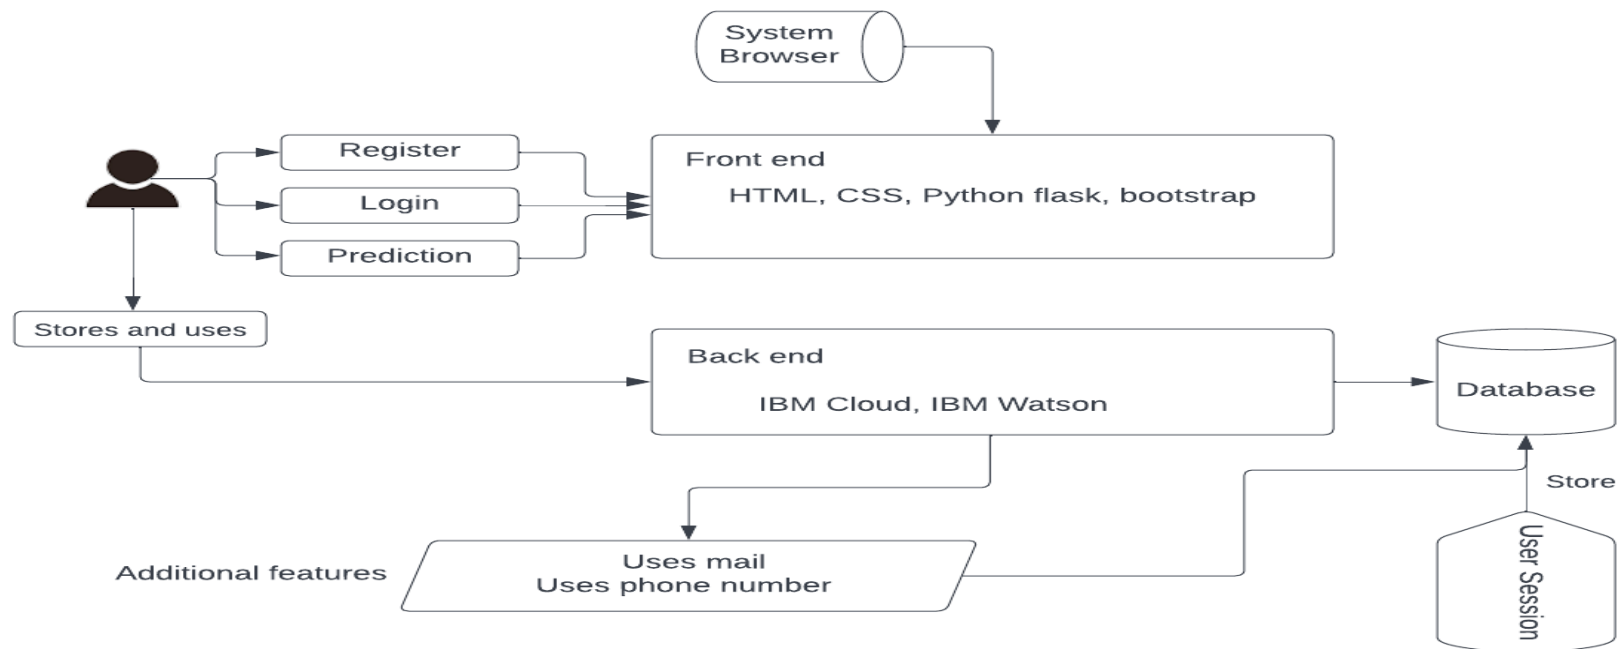 System
Browser
Register
Login
Prediction
Front end
HTML, CSS, Python flask, bootstrap
Stores and uses
Back end
IBM Cloud, IBM Watson
Database
Store
User Session
Additional features
Uses mail
Uses phone number